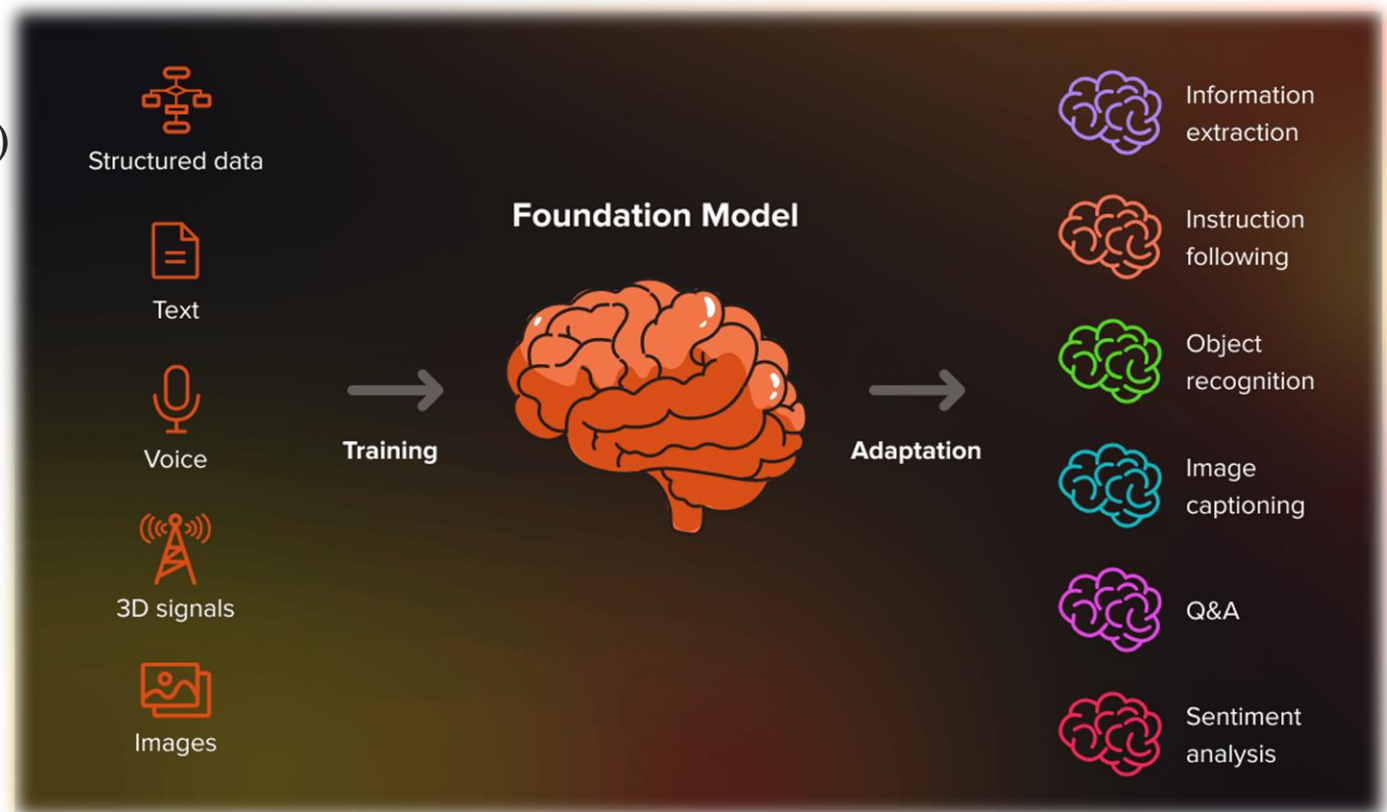 )
Structured data
Text
Voice
3D signals
Images
Training
Foundation Model
Adaptation
Information
extraction
Instruction
following
Object
recognition
Image
captioning
Q&A
Sentiment
analysis